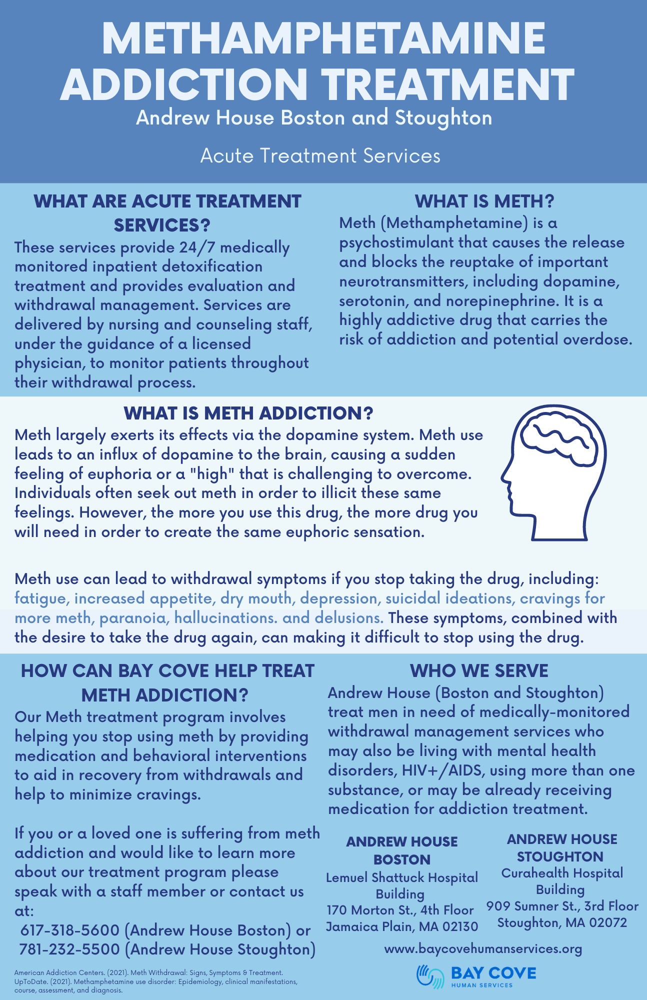 METHAMPHETAMINE
ADDICTION TREATMENT
Andrew House Boston and Stoughton
Acute Treatment Services
WHAT ARE ACUTE TREATMENT
SERVICES?
These services provide 24/7 medically
monitored inpatient detoxification
treatment and provides evaluation and
withdrawal management. Services are
delivered by nursing and counseling staff,
under the guidance of a licensed
physician, to monitor patients throughout
their withdrawal process.
WHAT IS METH?
Meth (Methamphetamine) is a
psychostimulant that causes the release
and blocks the reuptake of important
neurotransmitters, including dopamine,
serotonin, and norepinephrine. It is a
highly addictive drug that carries the
risk of addiction and potential overdose.
WHAT IS METH ADDICTION?
Meth largely exerts its effects via the dopamine system. Meth use
leads to an influx of dopamine to the brain, causing a sudden
feeling of euphoria or a "high" that is challenging to overcome.
Individuals often seek out meth in order to illicit these same
feelings. However, the more you use this drug, the more drug you
will need in order to create the same euphoric sensation.
Meth use can lead to withdrawal symptoms if you stop taking the drug, including:
fatigue, increased appetite, dry mouth, depression, suicidal ideations, cravings for
more meth, paranoia, hallucinations. and delusions. These symptoms, combined with
the desire to take the drug again, can making it difficult to stop using the drug.
HOW CAN BAY COVE HELP TREAT
METH ADDICTION?
Our Meth treatment program involves
helping you stop using meth by providing
medication and behavioral interventions
to aid in recovery from withdrawals and
help to minimize cravings.
If you or a loved one is suffering from meth
addiction and would like to learn more
about our treatment program please
speak with a staff member or contact us
at:
617-318-5600 (Andrew House Boston) or
781-232-5500 (Andrew House Stoughton)
American Addiction Centers. (2021). Meth Withdrawal: Signs, Symptoms & Treatment.
UpToDate. (2021). Methamphetamine use disorder: Epidemiology, clinical manifestations,
course, assessment, and diagnosis.
WHO WE SERVE
Andrew House (Boston and Stoughton)
treat men in need of medically-monitored
withdrawal management services who
may also be living with mental health
disorders, HIV+/AIDS, using more than one
substance, or may be already receiving
medication for addiction treatment.
ANDREW HOUSE
BOSTON
Lemuel Shattuck Hospital
Building
170 Morton St., 4th Floor
Jamaica Plain, MA 02130
ANDREW HOUSE
STOUGHTON
Curahealth Hospital
Building
909 Sumner St., 3rd Floor
Stoughton, MA 02072
www.baycovehumanservices.org
BAY COVE
HUMAN SERVICES